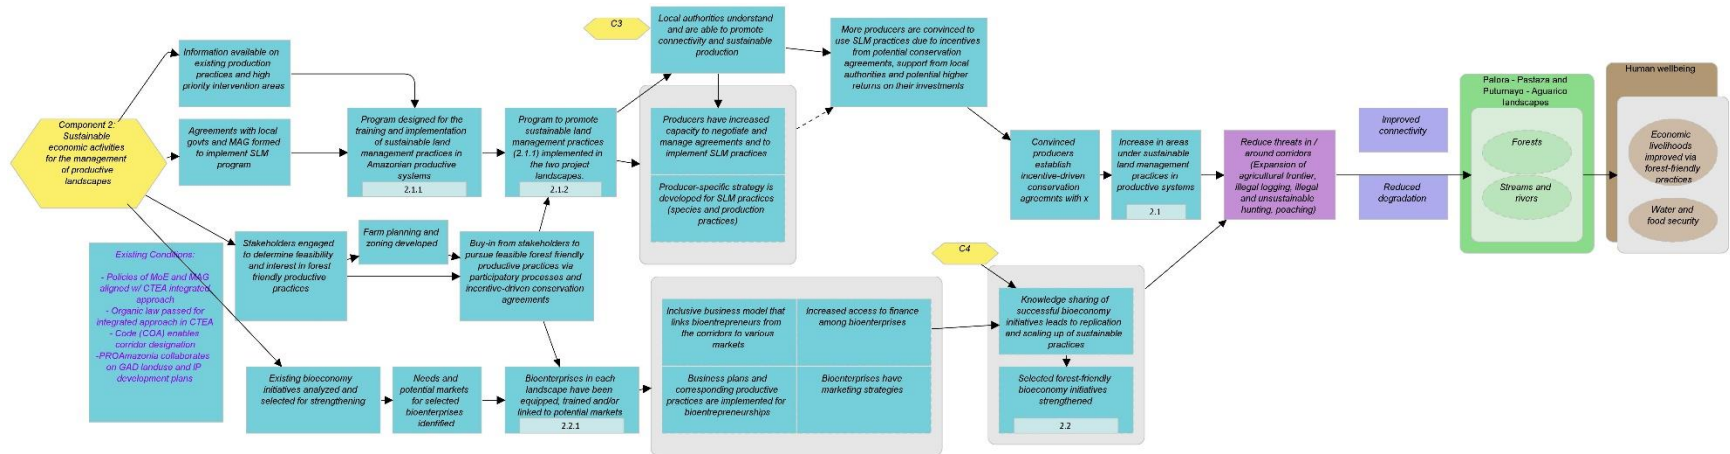 Component 2:
Sustainable
economic activities
for the management
of productive
landscapes
Information available on
existing production
practices and high
priority intervention areas
Agreements with local
govts and MAG formed
to implement SLM
program
Program designed for the
training and implementation
of sustainable land
management practices in
Amazonian productive
systems
2.1.1
Program to promote
sustainable land
management practices
(2.1.1) implemented in
the two project
landscapes.
2.1.2
C3
Local authorities understand
and are able to promote
connectivity and sustainable
production
Producers have increased
capacity to negotiate and
manage agreements and to
implement SLM practices
Producer-specific strategy is
developed for SLM practices
(species and production
practices)
More producers are convinced to
use SLM practices due to incentives
from potential conservation
agreements, support from local
authorities and potential higher
returns on their investments
Convinced
producers
establish
incentive-driven
conservation
agreemnts with x
Increase in areas
under sustainable
land management
practices in
productive systems
2.1
Reduce threats in /
around corridors
(Expansion of
agricultural frontier,
illegal logging, illegal
and unsustainable
hunting, poaching)
Improved
connectivity
Reduced
degradation
Palora - Pastaza and
Putumayo - Aguarico
landscapes
Forests
Streams and
rivers
Human wellbeing
Economic
livelihoods
improved via
forest-friendly
practices
Water and
food security
Existing Conditions:
- Policies of MoE and MAG
aligned w/ CTEA integrated
approach
- Organic law passed for
integrated approach in CTEA
- Code (COA) enables
corridor designation
-PROAmazonia collaborates
on GAD landuse and IP
development plans
Stakeholders engaged
to determine feasibility
and interest in forest
friendly productive
practices
Farm planning and
zoning developed
Buy-in from stakeholders to
pursue feasible forest friendly
productive practices via
participatory processes and
incentive-driven conservation
agreements
Existing bioeconomy
initiatives analyzed and
selected for strengthening
Needs and
potential markets
for selected
bioenterprises
identified
Bioenterprises in each
landscape have been
equipped, trained and/or
linked to potential markets
2.2.1
Inclusive business model that
links bioentrepreneurs from
the corridors to various
markets
Increased access to finance
among bioenterprises
Business plans and
corresponding productive
practices are implemented for
bioentrepreneurships
Bioenterprises have
marketing strategies
C4
Knowledge sharing of
successful bioeconomy
initiatives leads to replication
and scaling up of sustainable
practices
Selected forest-friendly
bioeconomy initiatives
strengthened
2.2